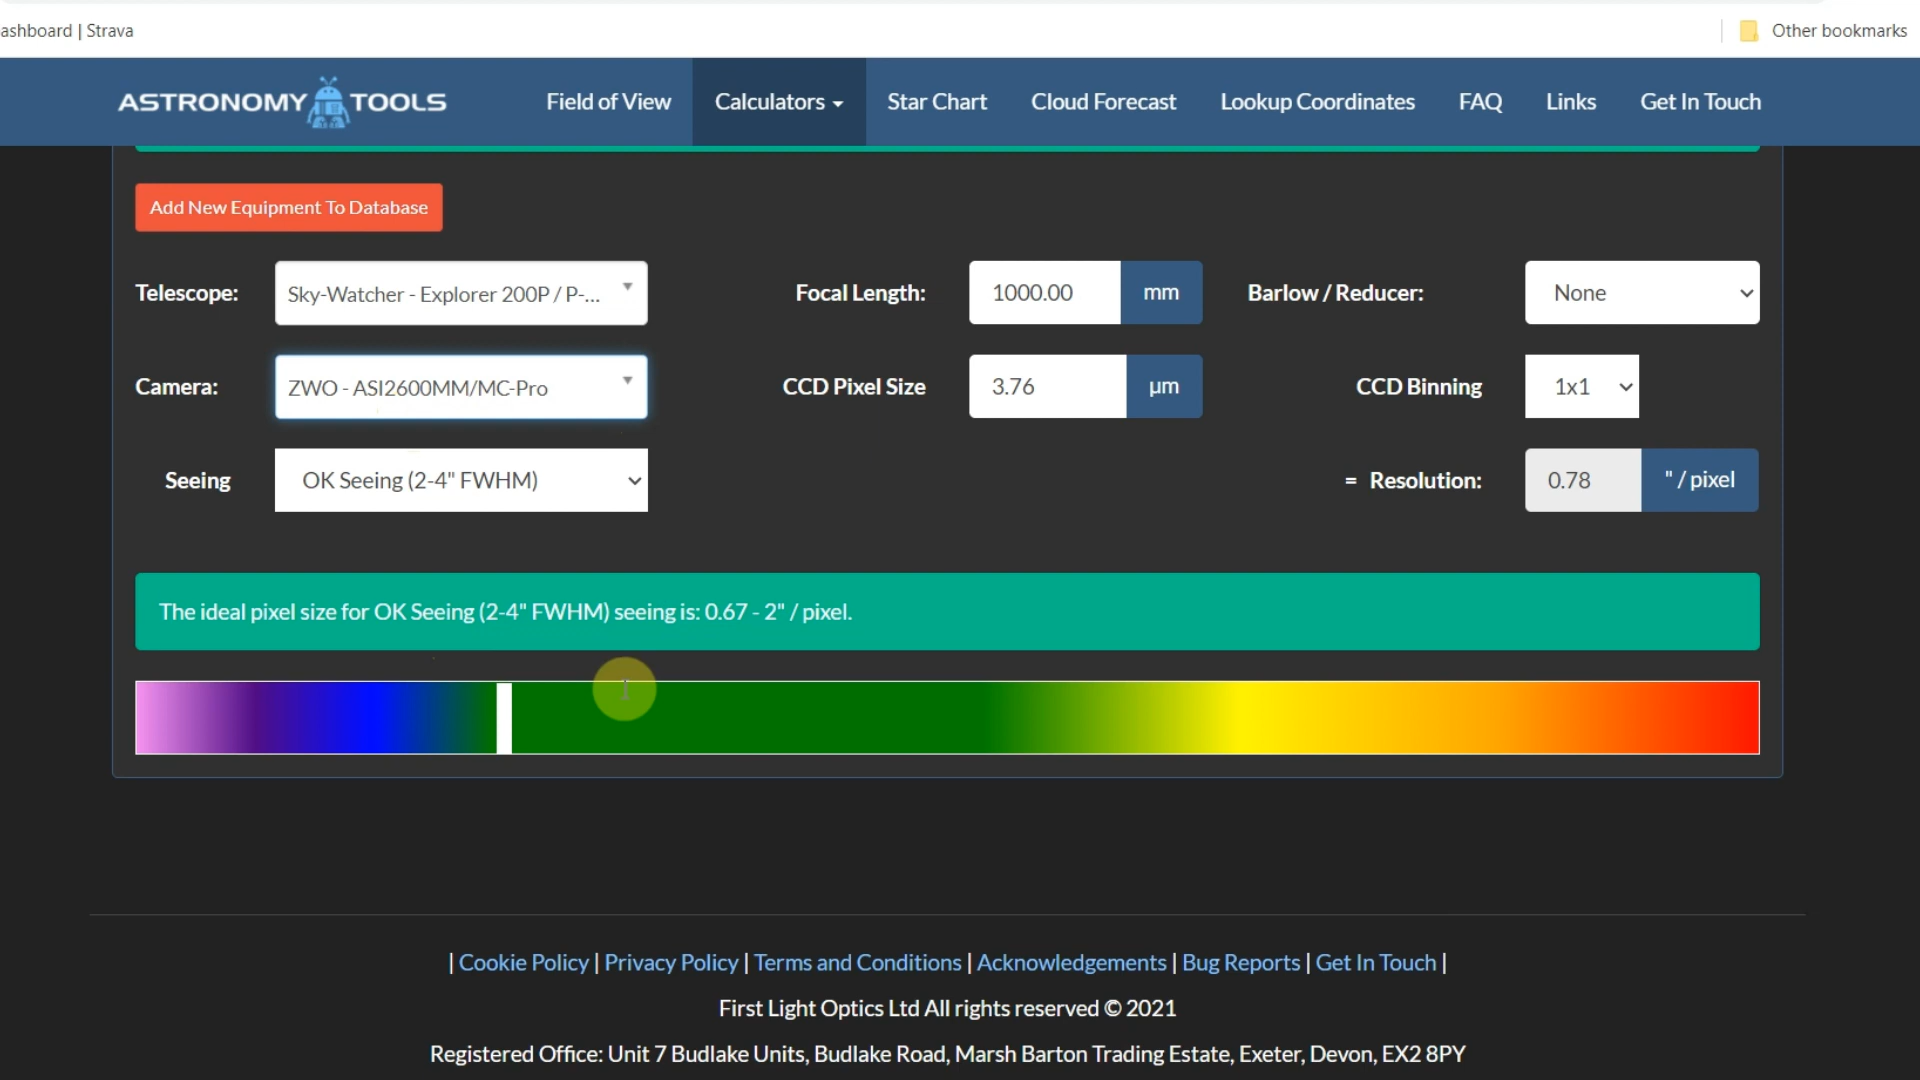 ashboard | Strava
Other bookmarks
ASTRONOMY TOOLS
Field of View
Calculators
Star Chart
Cloud Forecast
Lookup Coordinates
FAQ
Links
Get In Touch
Add New Equipment To Database
Telescope:
Sky-Watcher - Explorer 200P / P-...
Focal Length:
1000.00
mm
Barlow / Reducer:
None
Camera:
ZWO - ASI2600MM/MC-Pro
CCD Pixel Size
3.76
µm
CCD Binning
1x1
Seeing
OK Seeing (2-4" FWHM)
= Resolution:
0.78
" / pixel
The ideal pixel size for OK Seeing (2-4" FWHM) seeing is: 0.67 - 2" / pixel.
| Cookie Policy | Privacy Policy | Terms and Conditions | Acknowledgements | Bug Reports | Get In Touch |
First Light Optics Ltd All rights reserved © 2021
Registered Office: Unit 7 Budlake Units, Budlake Road, Marsh Barton Trading Estate, Exeter, Devon, EX2 8PY